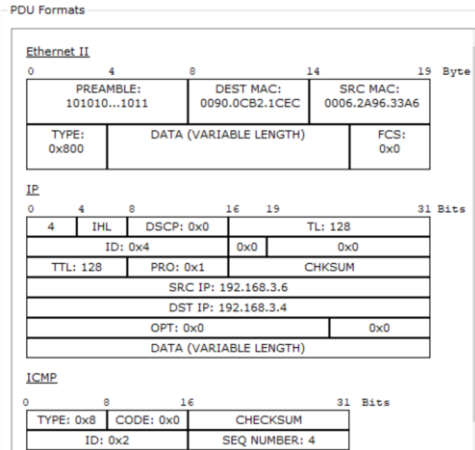 PDU Formats
Ethernet II
0 4 8 14 19 Byte
PREAMBLE: DEST MAC: SRC MAC:
101010...1011 0090.0CB2.1CEC 0006.2A96.33A6
TYPE: DATA (VARIABLE LENGTH) FCS:
0x800 0x0
IP
0 4 8 16 19 31 Bits
4 IHL DSCP: 0x0 TL: 128
ID: 0x4 0x0 0x0
TTL: 128 PRO: 0x1 CHKSUM
SRC IP: 192.168.3.6
DST IP: 192.168.3.4
OPT: 0x0 0x0
DATA (VARIABLE LENGTH)
ICMP
0 8 16 31 Bits
TYPE: 0x8 CODE: 0x0 CHECKSUM
ID: 0x2 SEQ NUMBER: 4